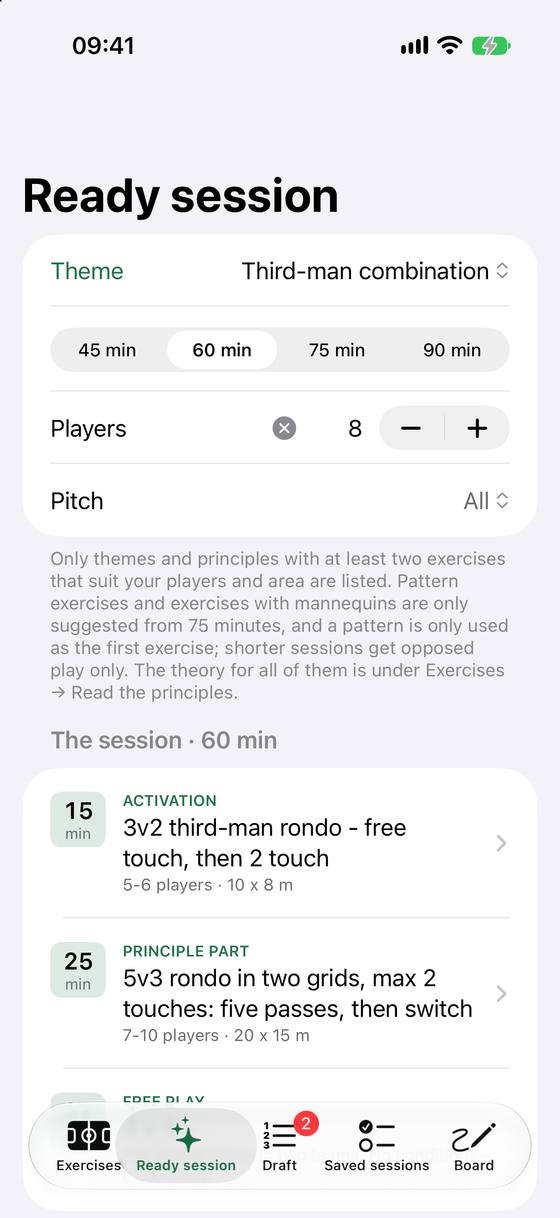 09:41
Ready session
Theme
Third-man combination
45 min
60 min
75 min
90 min
Players
8
Pitch
All
Only themes and principles with at least two exercises
that suit your players and area are listed. Pattern
exercises and exercises with mannequins are only
suggested from 75 minutes, and a pattern is only used
as the first exercise; shorter sessions get opposed
play only. The theory for all of them is under Exercises
→ Read the principles.
The session · 60 min
15
min
ACTIVATION
3v2 third-man rondo - free
touch, then 2 touch
5-6 players · 10 x 8 m
25
min
PRINCIPLE PART
5v3 rondo in two grids, max 2
touches: five passes, then switch
7-10 players · 20 x 15 m
FREE PLAY
1
2
3
2
Exercises
Ready session
Draft
Saved sessions
Board